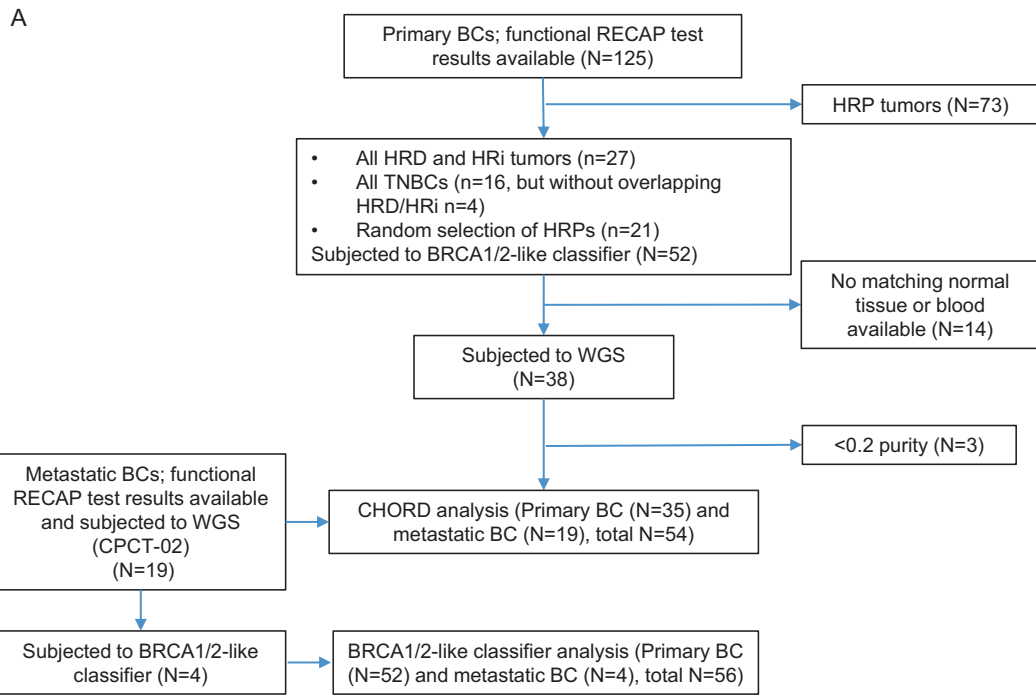 A
Primary BCs; functional RECAP test
results available (N=125)
HRP tumors (N=73)
• All HRD and HRi tumors (n=27)
• All TNBCs (n=16, but without overlapping
HRD/HRi n=4)
• Random selection of HRPs (n=21)
Subjected to BRCA1/2-like classifier (N=52)
No matching normal
tissue or blood
available (N=14)
Subjected to WGS
(N=38)
<0.2 purity (N=3)
Metastatic BCs; functional
RECAP test results available
and subjected to WGS
(CPCT-02)
(N=19)
CHORD analysis (Primary BC (N=35) and
metastatic BC (N=19), total N=54)
Subjected to BRCA1/2-like
classifier (N=4)
BRCA1/2-like classifier analysis (Primary BC
(N=52) and metastatic BC (N=4), total N=56)